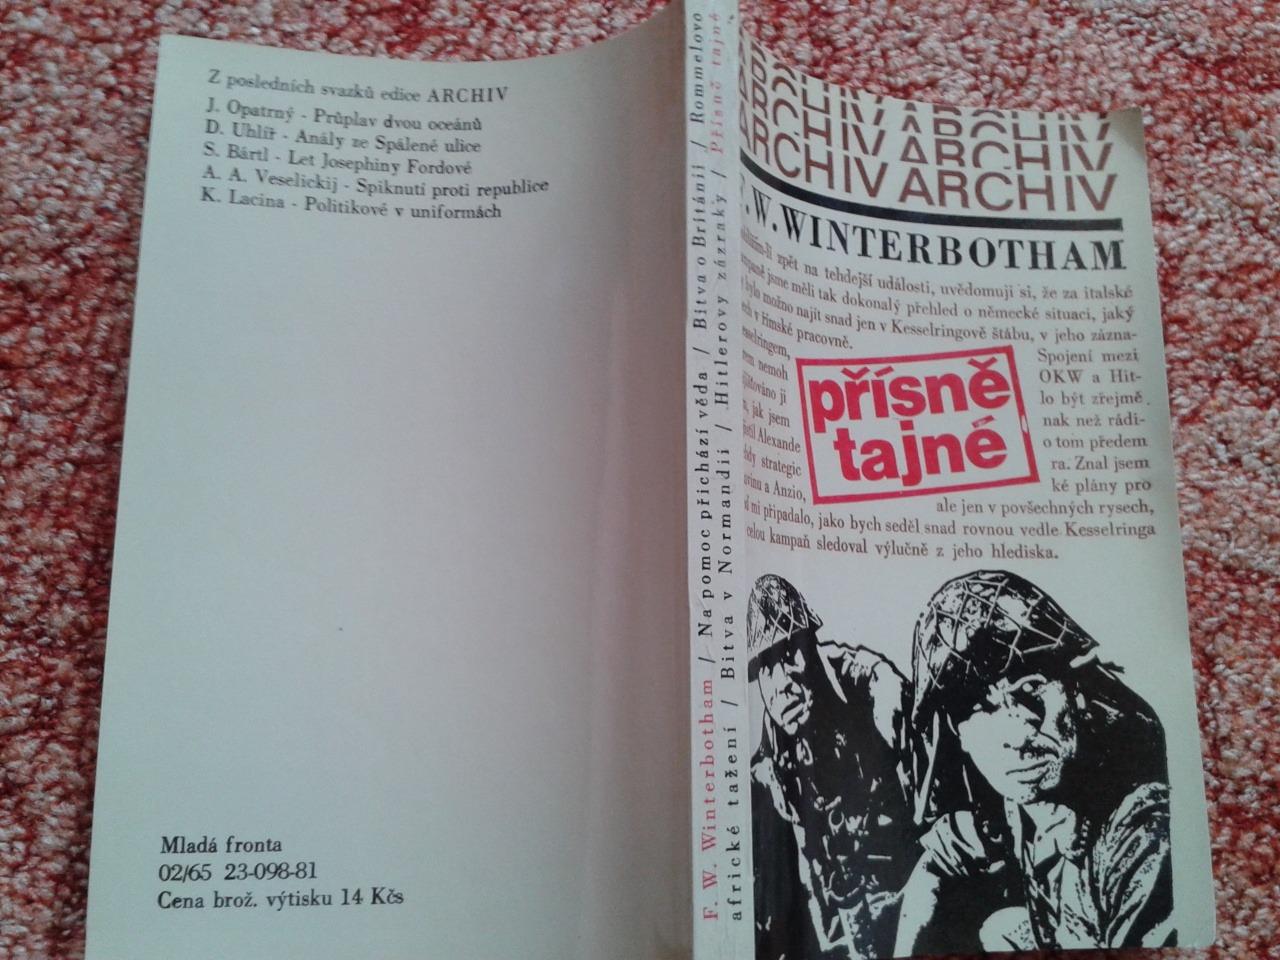 Z posledních svazků edice ARCHIV
J. Opatrný - Průplav dvou oceánů
D. Uhlíř - Anály ze Spálené ulice
S. Bártl - Let Josephiny Fordové
A. A. Veselickij - Spiknutí proti republice
K. Lacina - Politikové v uniformách
Mladá fronta
02/65 23-098-81
Cena brož. výtisku 14 Kčs
F. W. Winterbotham / Na pomoc přichází věda / Bitva o Británii / Rommelovo
africké tažení / Bitva v Normandii / Hitlerovy zázraky / Přísně tajné
ARCHIV ARCHIV
ARCHIV ARCHIV
ARCHIV ARCHIV
.W.WINTERBOTHAM
zpět na tehdejší události, uvědomuji si, že za italské
jsme měli tak dokonalý přehled o německé situaci, jaký
bylo možno najít snad jen v Kesselringově štábu, v jeho zázna-
v římské pracovně.
Spojení mezi
nemoh
OKW a Hit-
ji
lo být zřejmě
jak jsem
nak než rádi-
Alexande
o tom předem
strategic
ra. Znal jsem
a Anzio,
ké plány pro
ale jen v povšechných rysech,
mi připadalo, jako bych seděl snad rovnou vedle Kesselringa
celou kampaň sledoval výlučně z jeho hlediska.
přísně
tajné